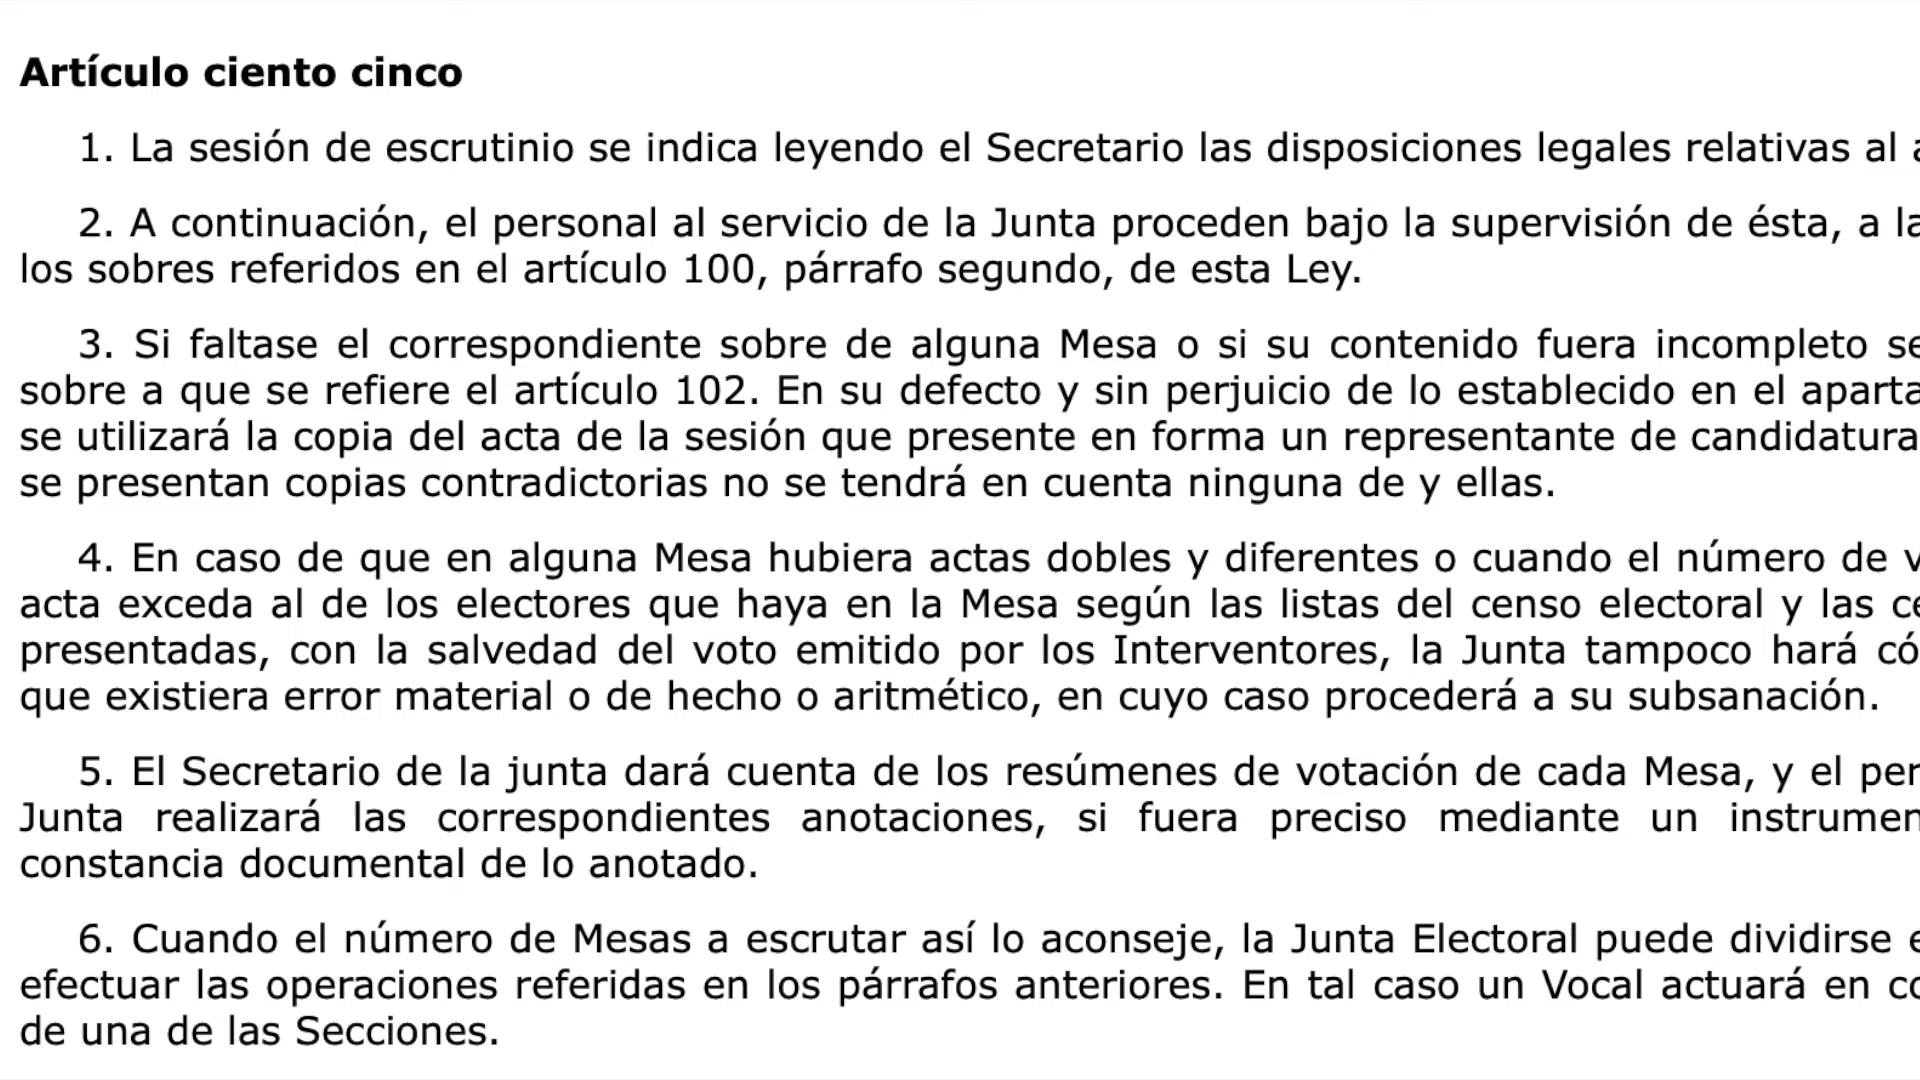 Artículo ciento cinco
1. La sesión de escrutinio se indica leyendo el Secretario las disposiciones legales relativas al
2. A continuación, el personal al servicio de la Junta proceden bajo la supervisión de ésta, a la
los sobres referidos en el artículo 100, párrafo segundo, de esta Ley.
3. Si faltase el correspondiente sobre de alguna Mesa o si su contenido fuera incompleto se
sobre a que se refiere el artículo 102. En su defecto y sin perjuicio de lo establecido en el aparta
se utilizará la copia del acta de la sesión que presente en forma un representante de candidatura
se presentan copias contradictorias no se tendrá en cuenta ninguna de y ellas.
4. En caso de que en alguna Mesa hubiera actas dobles y diferentes o cuando el número de v
acta exceda al de los electores que haya en la Mesa según las listas del censo electoral y las ce
presentadas, con la salvedad del voto emitido por los Interventores, la Junta tampoco hará có
que existiera error material o de hecho o aritmético, en cuyo caso procederá a su subsanación.
5. El Secretario de la junta dará cuenta de los resúmenes de votación de cada Mesa, y el per
Junta realizará las correspondientes anotaciones, si fuera preciso mediante un instrumen
constancia documental de lo anotado.
6. Cuando el número de Mesas a escrutar así lo aconseje, la Junta Electoral puede dividirse e
efectuar las operaciones referidas en los párrafos anteriores. En tal caso un Vocal actuará en co
de una de las Secciones.